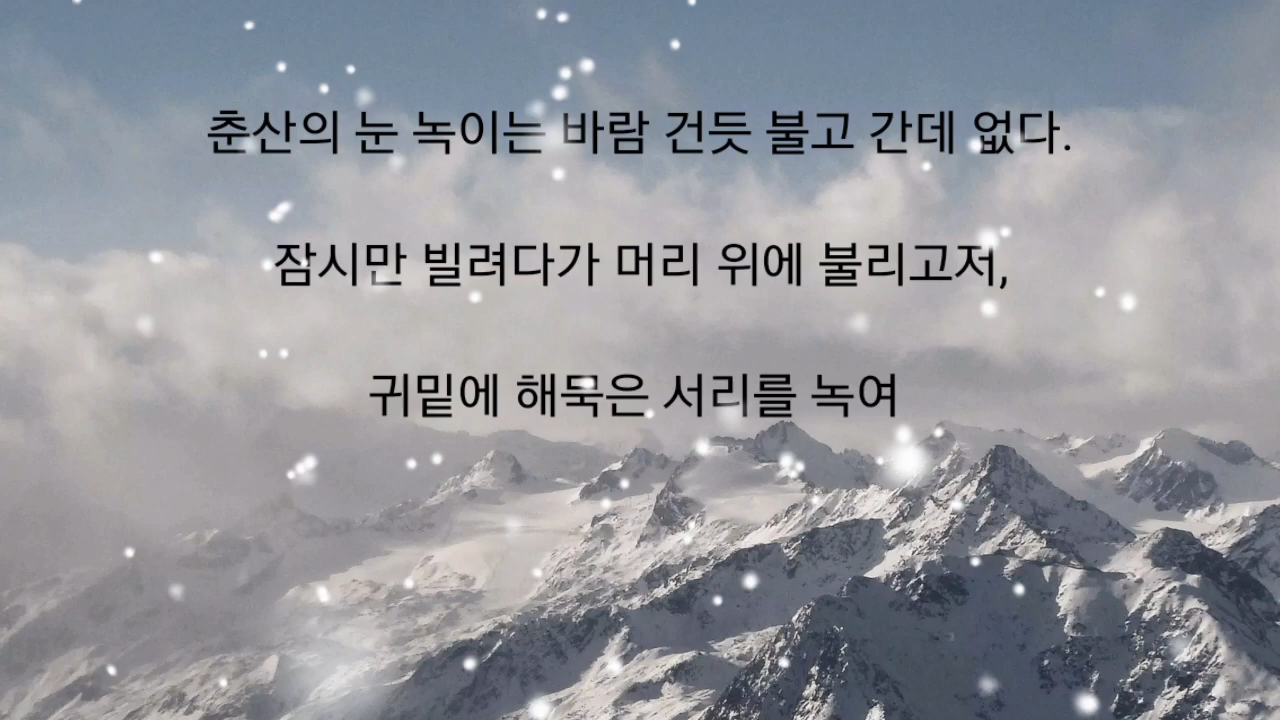 춘산의 눈 녹이는 바람 건듯 불고 간데 없다.
잠시만 빌려다가 머리 위에 불리고저,
귀밑에 해묵은 서리를 녹여